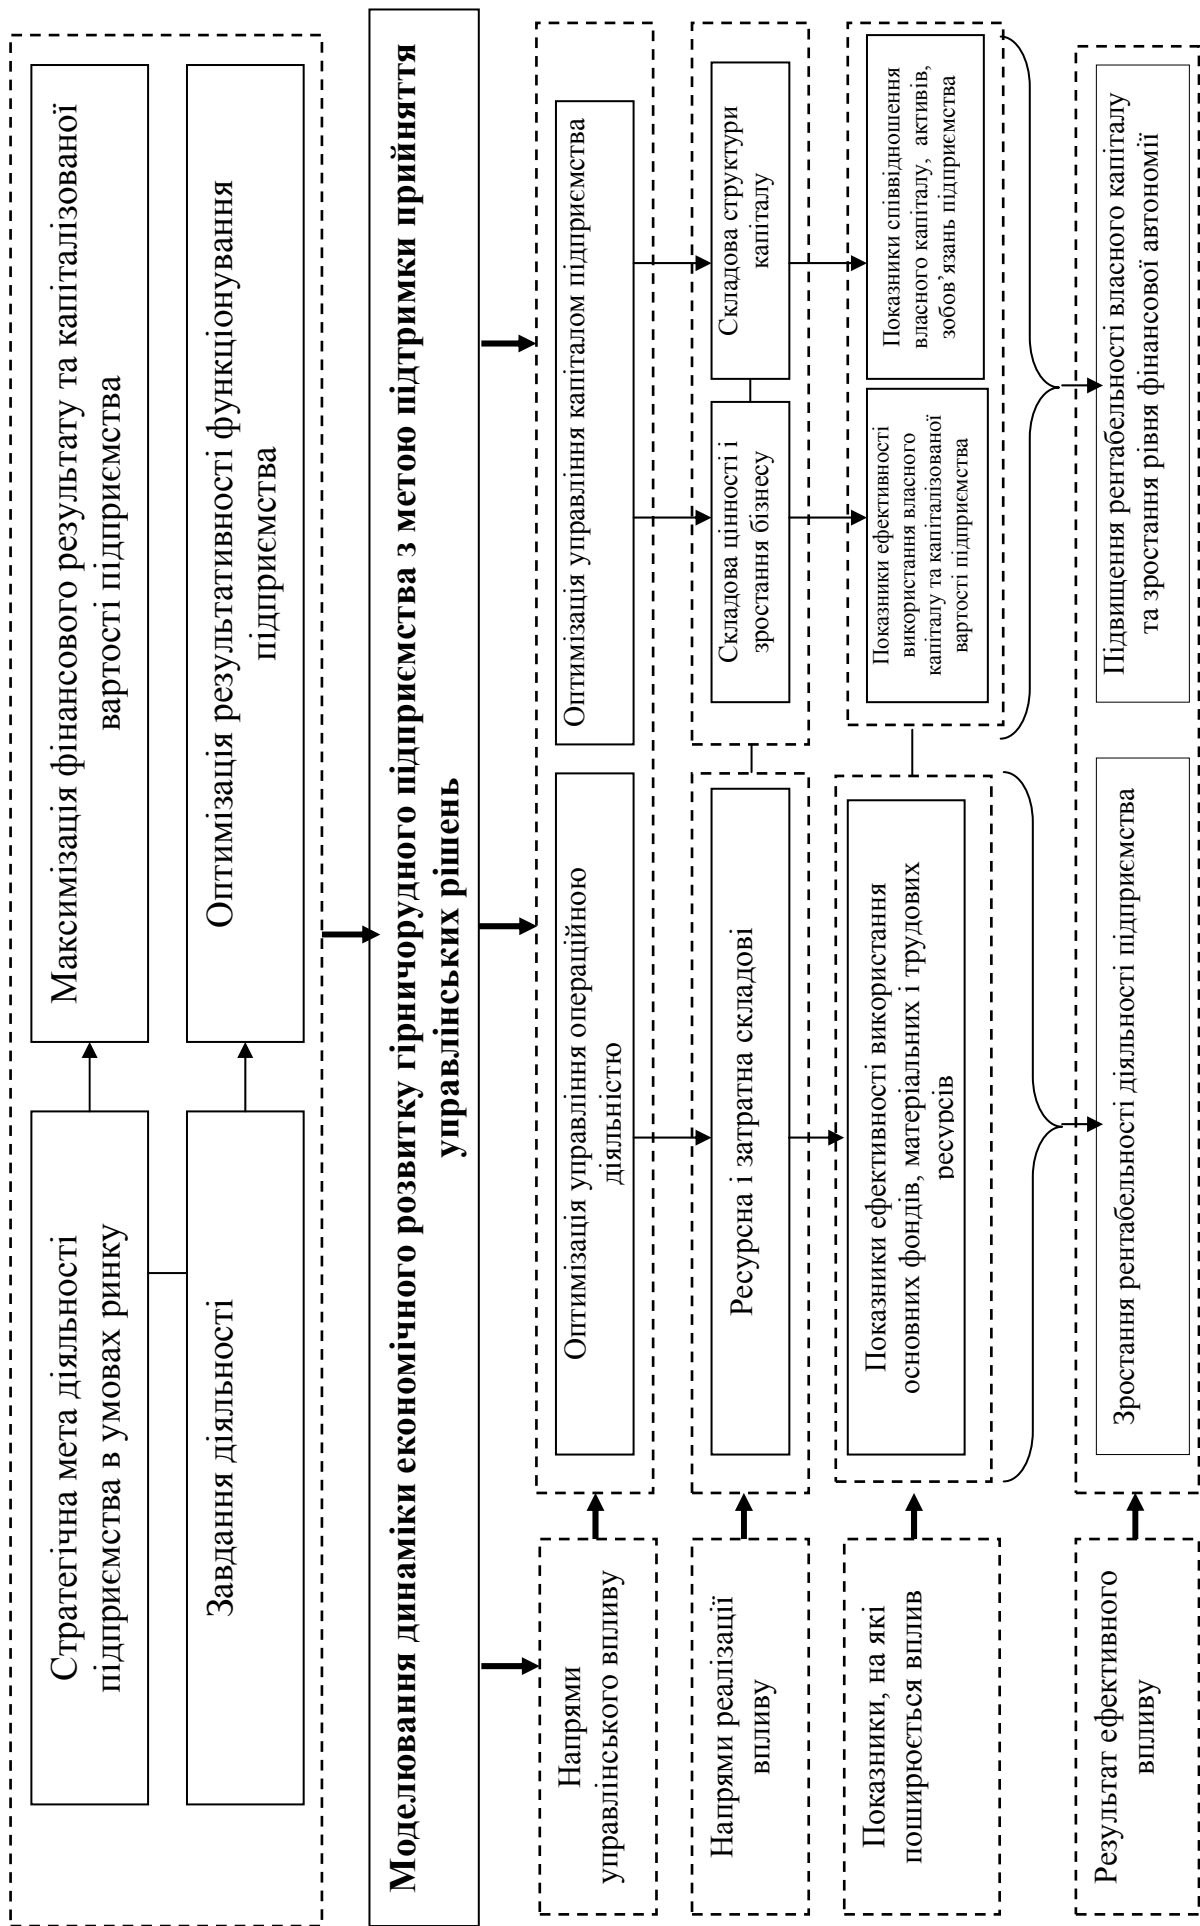 Стратегічна мета діяльності
підприємства в умовах ринку
Максимізація фінансового результату та капіталізованої
вартості підприємства
Завдання діяльності
Оптимізація результативності функціонування
підприємства
Моделювання динаміки економічного розвитку гірничорудного підприємства з метою підтримки прийняття
управлінських рішень
Напрями
управлінського впливу
Оптимізація управління операційною
діяльністю
Оптимізація управління капіталом підприємства
Напрями реалізації
впливу
Ресурсна і затратна складові
Складова цінності і
зростання бізнесу
Складова структури
капіталу
Показники, на які
поширюється вплив
Показники ефективності використання
основних фондів, матеріальних і трудових
ресурсів
Показники ефективності
використання власного
капіталу та капіталізованої
вартості підприємства
Показники співвідношення
власного капіталу, активів,
зобов’язань підприємства
Результат ефективного
впливу
Зростання рентабельності діяльності підприємства
Підвищення рентабельності власного капіталу
та зростання рівня фінансової автономії